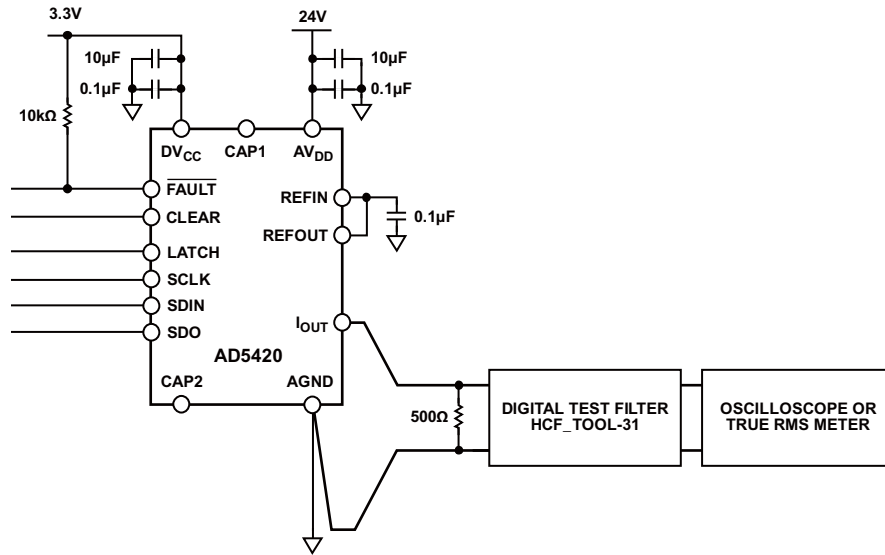 3.3V
24V
10µF
10µF
0.1µF
0.1µF
10kΩ
DVCC
CAP1
AVDD
FAULT
REFIN
CLEAR
0.1µF
REFOUT
LATCH
SCLK
SDIN
IOUT
SDO
AD5420
CAP2
AGND
500Ω
DIGITAL TEST FILTER
HCF_TOOL-31
OSCILLOSCOPE OR
TRUE RMS METER